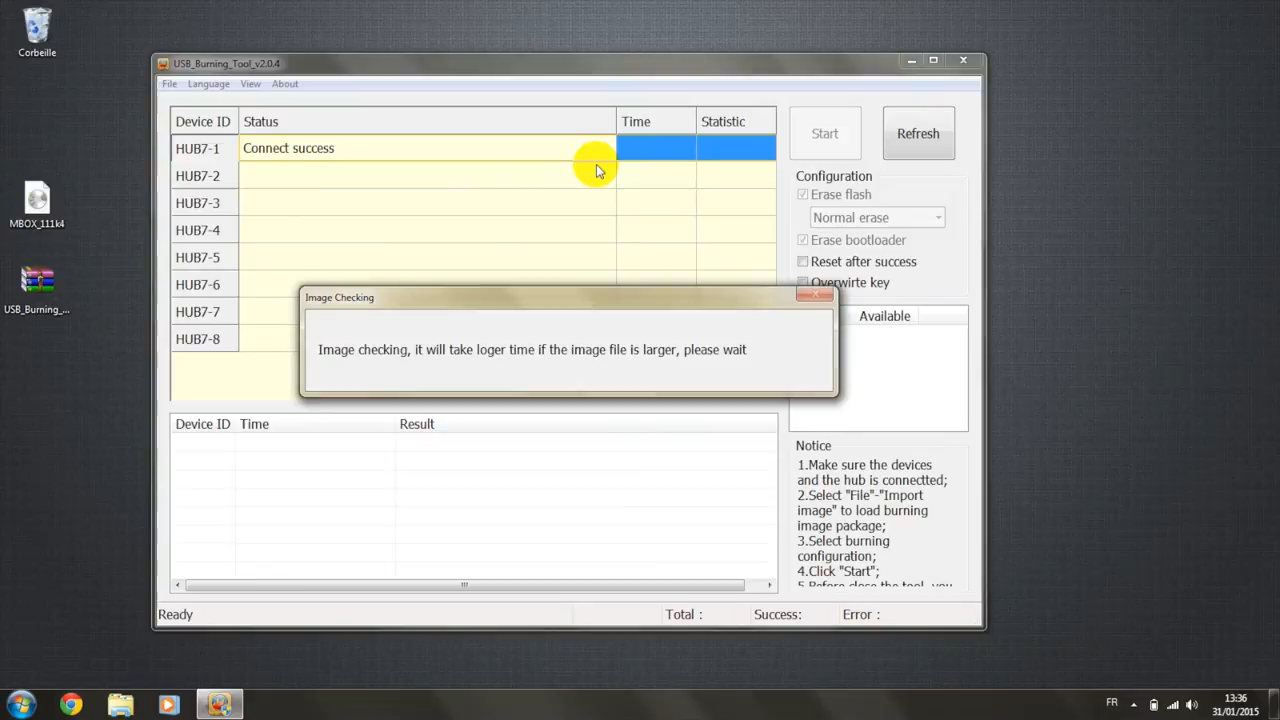 Corbeille
MBOX_111k4
USB_Burning_...
USB_Burning_Tool_v2.0.4
File Language View About
Device ID Status Time Statistic
HUB7-1 Connect success
HUB7-2
HUB7-3
HUB7-4
HUB7-5
HUB7-6
HUB7-7
HUB7-8
Start
Refresh
Configuration
Erase flash
Normal erase
Erase bootloader
Reset after success
Overwirte key
Image Checking
Image checking, it will take loger time if the image file is larger, please wait
Available
Device ID Time Result
Notice
1.Make sure the devices
and the hub is connectted;
2.Select "File"-"Import
image" to load burning
image package;
3.Select burning
configuration;
4.Click "Start";
5.Before close the tool, you
Ready Total : Success: Error :
FR
13:36
31/01/2015